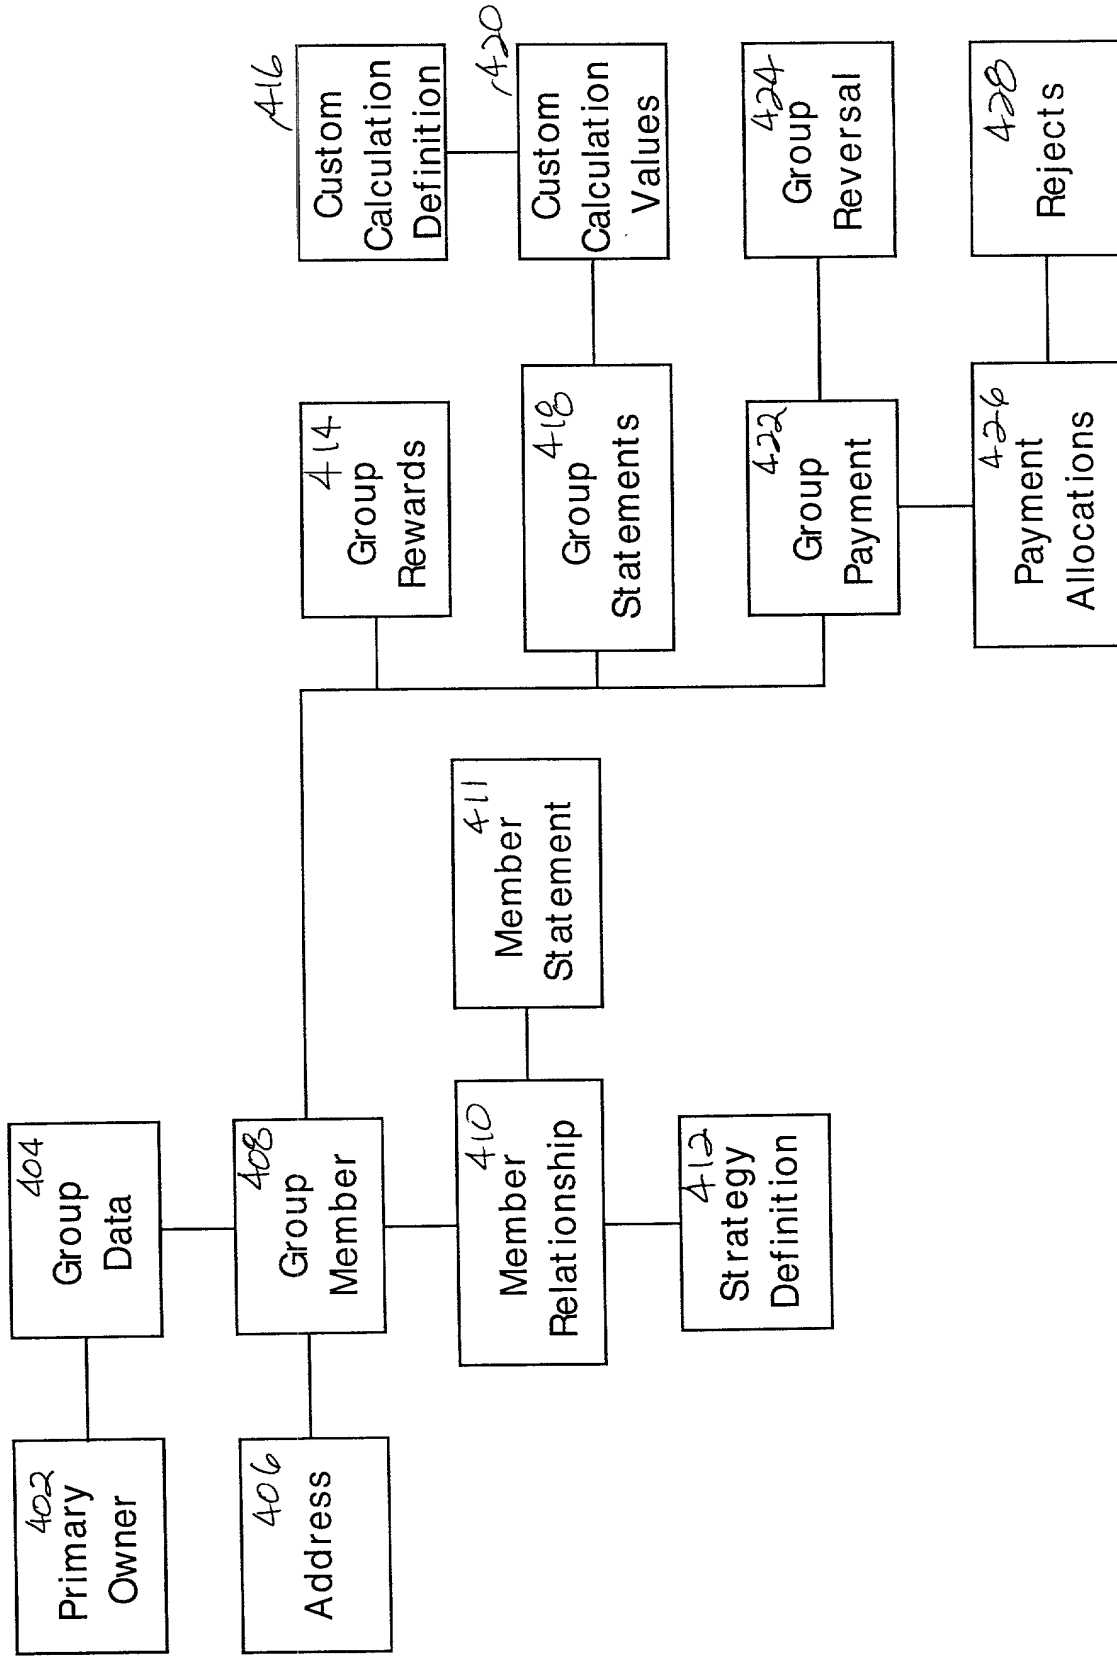 402
Primary
Owner
404
Group
Data
406
Address
408
Group
Member
410
Member
Relationship
411
Member
Statement
412
Strategy
Definition
414
Group
Rewards
416
Custom
Calculation
Definition
418
Group
Statements
420
Custom
Calculation
Values
422
Group
Payment
424
Group
Reversal
426
Payment
Allocations
428
Rejects